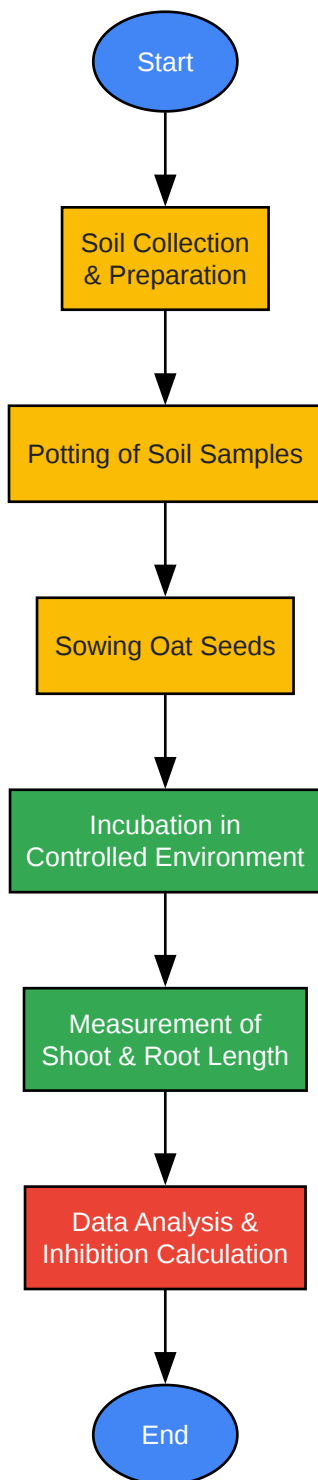 Start
Soil Collection
& Preparation
Potting of Soil Samples
Sowing Oat Seeds
Incubation in
Controlled Environment
Measurement of
Shoot & Root Length
Data Analysis &
Inhibition Calculation
End